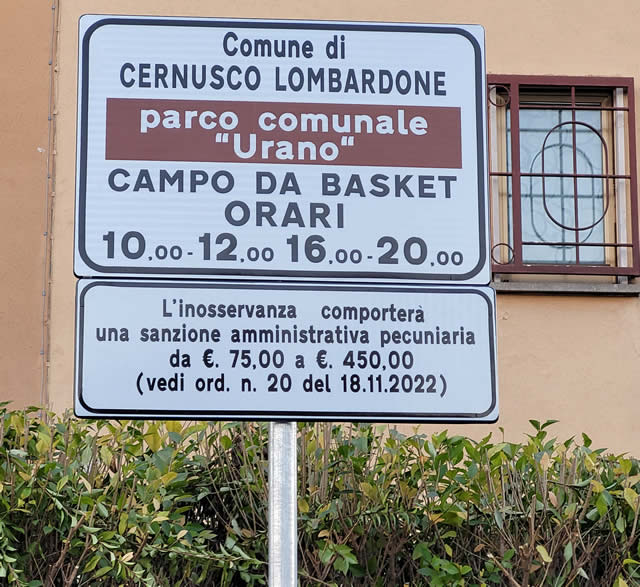 Comune di
CERNUSCO LOMBARDONE
parco comunale
"Urano"
CAMPO DA BASKET
ORARI
10,00-12,00 16,00-20,00
L'inosservanza comporterà
una sanzione amministrativa pecuniaria
da €. 75,00 a €. 450,00
(vedi ord. n. 20 del 18.11.2022)